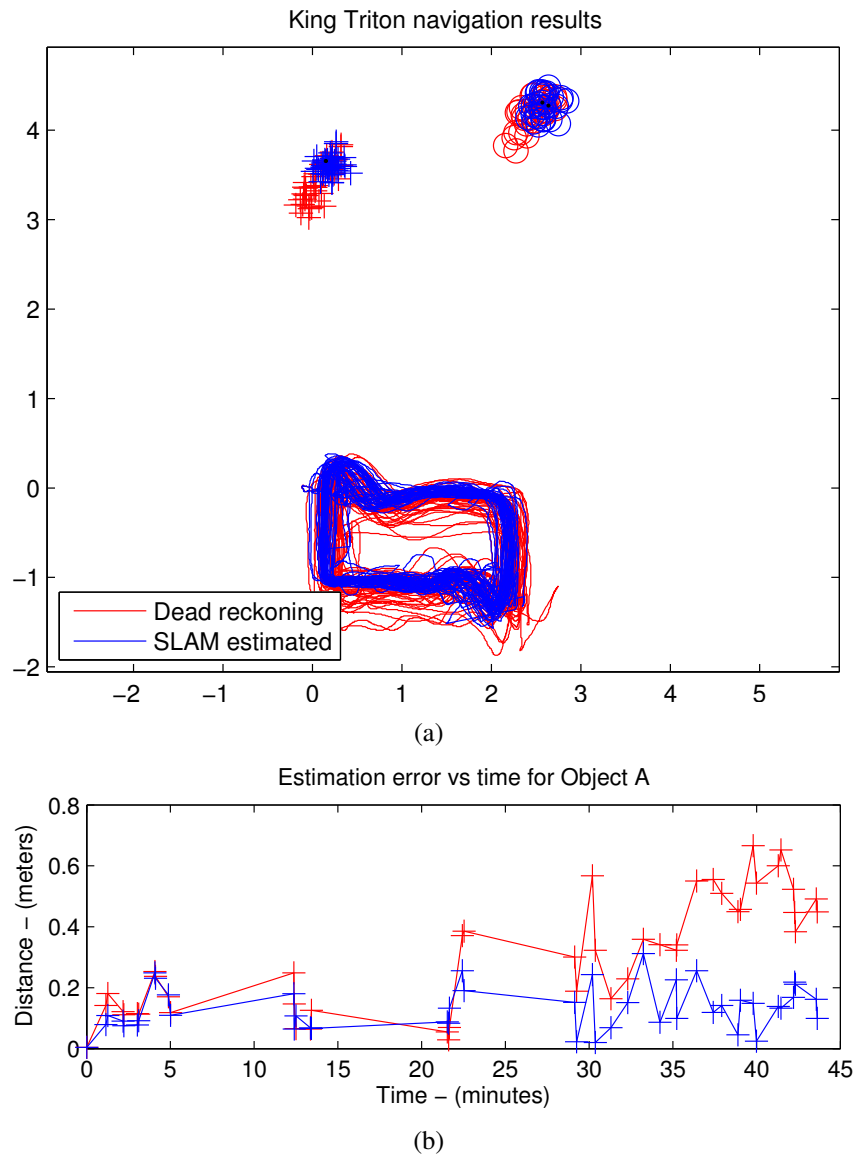 King Triton navigation results
4
3
2
1
0
−1
−2
Dead reckoning
SLAM estimated
−2 −1 0 1 2 3 4 5
(a)
Estimation error vs time for Object A
0.8
0.6
0.4
0.2
0
Distance − (meters)
0 5 10 15 20 25 30 35 40 45
Time − (minutes)
(b)